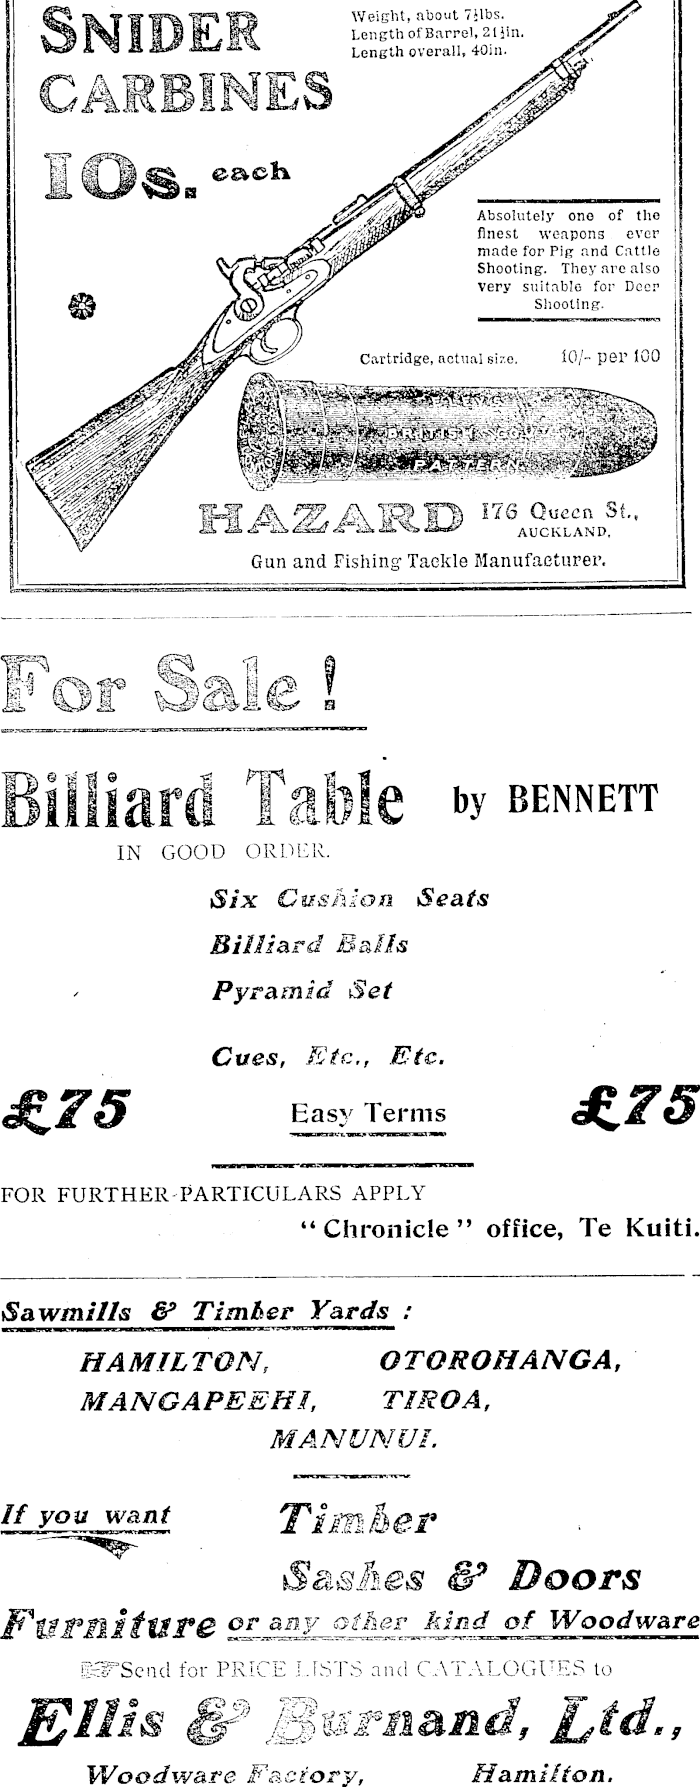 SNIDER
CARBINES
10s. each
Weight, about 7½lbs.
Length of Barrel, 21½in.
Length overall, 40in.
Absolutely one of the
finest weapons ever
made for Pig and Cattle
Shooting. They are also
very suitable for Deer
Shooting.
Cartridge, actual size. 10/- per 100
BRITISH GOV
PATTERN
HAZARD 176 Queen St.,
AUCKLAND.
Gun and Fishing Tackle Manufacturer.
For Sale !
Billiard Table by BENNETT
IN GOOD ORDER.
Six Cushion Seats
Billiard Balls
Pyramid Set
Cues, Etc., Etc.
£75 Easy Terms £75
FOR FURTHER PARTICULARS APPLY
"Chronicle" office, Te Kuiti.
Sawmills & Timber Yards :
HAMILTON, OTOROHANGA,
MANGAPEEHI, TIROA,
MANUNUI.
If you want Timber
Sashes & Doors
Furniture or any other kind of Woodware
☞Send for PRICE LISTS and CATALOGUES to
Ellis & Burnand, Ltd.,
Woodware Factory, Hamilton.